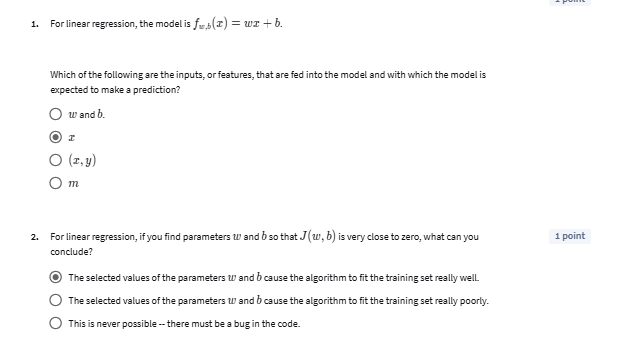 1 point
1. For linear regression, the model is f_{w,b}(x) = wx + b.
Which of the following are the inputs, or features, that are fed into the model and with which the model is
expected to make a prediction?
w and b.
x
(x, y)
m
2. For linear regression, if you find parameters w and b so that J(w, b) is very close to zero, what can you 1 point
conclude?
The selected values of the parameters w and b cause the algorithm to fit the training set really well.
The selected values of the parameters w and b cause the algorithm to fit the training set really poorly.
This is never possible -- there must be a bug in the code.